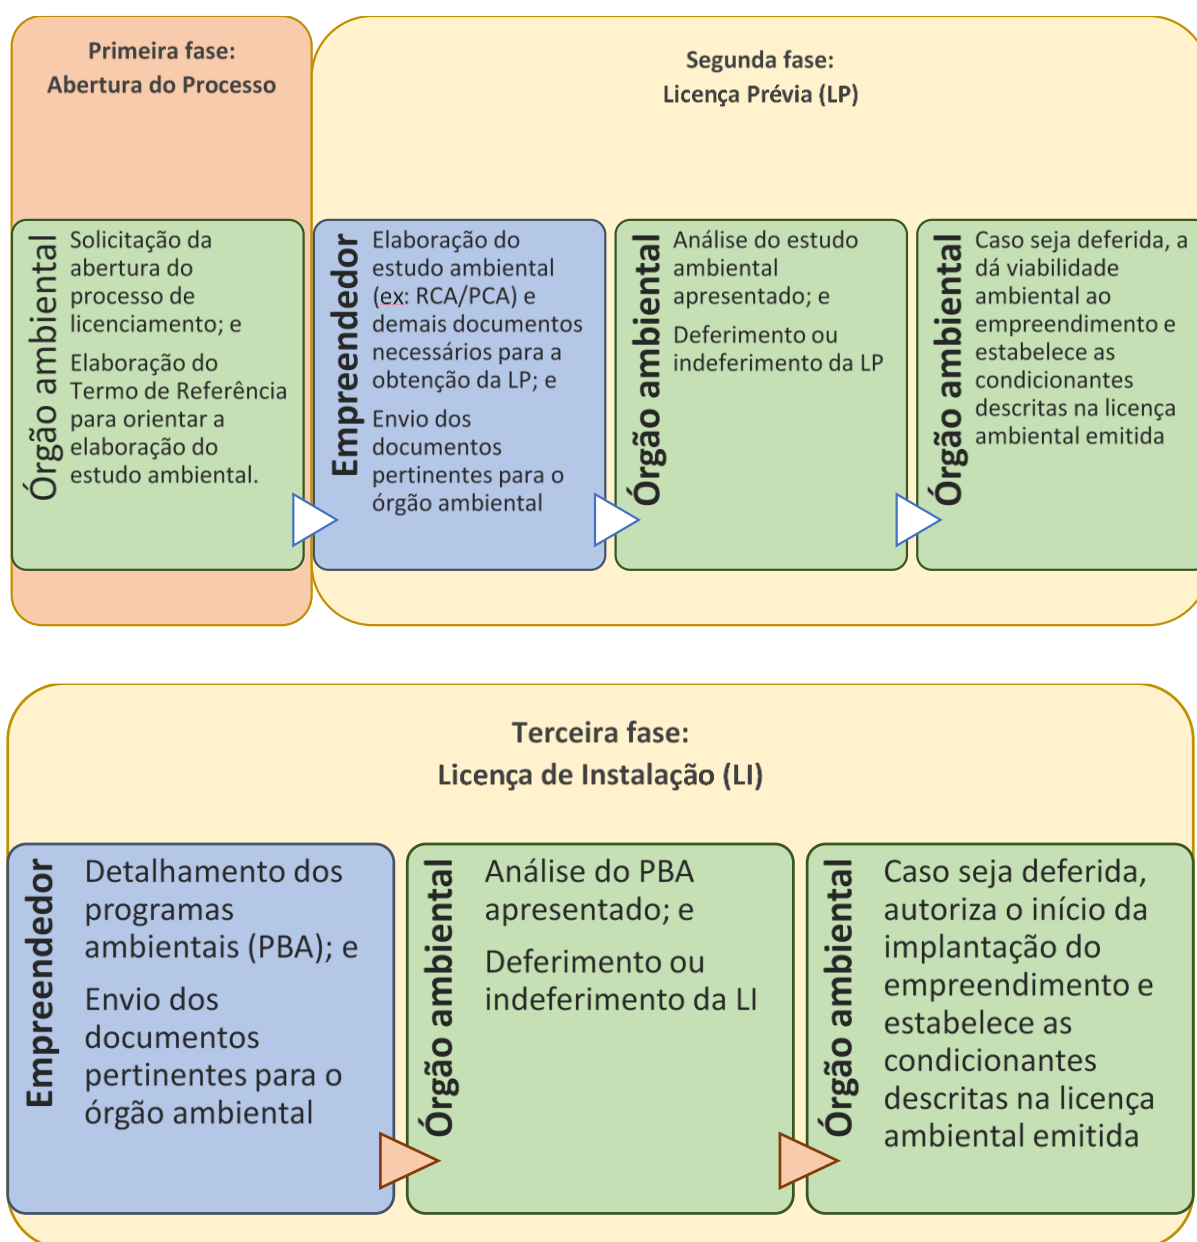 Primeira fase:
Abertura do Processo
Segunda fase:
Licença Prévia (LP)
Órgão ambiental
Solicitação da
abertura do
processo de
licenciamento; e
Elaboração do
Termo de Referência
para orientar a
elaboração do
estudo ambiental.
Empreendedor
Elaboração do
estudo ambiental
(ex: RCA/PCA) e
demais documentos
necessários para a
obtenção da LP; e
Envio dos
documentos
pertinentes para o
órgão ambiental
Órgão ambiental
Análise do estudo
ambiental
apresentado; e
Deferimento ou
indeferimento da LP
Órgão ambiental
Caso seja deferida, a
dá viabilidade
ambiental ao
empreendimento e
estabelece as
condicionantes
descritas na licença
ambiental emitida
Terceira fase:
Licença de Instalação (LI)
Empreendedor
Detalhamento dos
programas
ambientais (PBA); e
Envio dos
documentos
pertinentes para o
órgão ambiental
Órgão ambiental
Análise do PBA
apresentado; e
Deferimento ou
indeferimento da LI
Órgão ambiental
Caso seja deferida,
autoriza o início da
implantação do
empreendimento e
estabelece as
condicionantes
descritas na licença
ambiental emitida